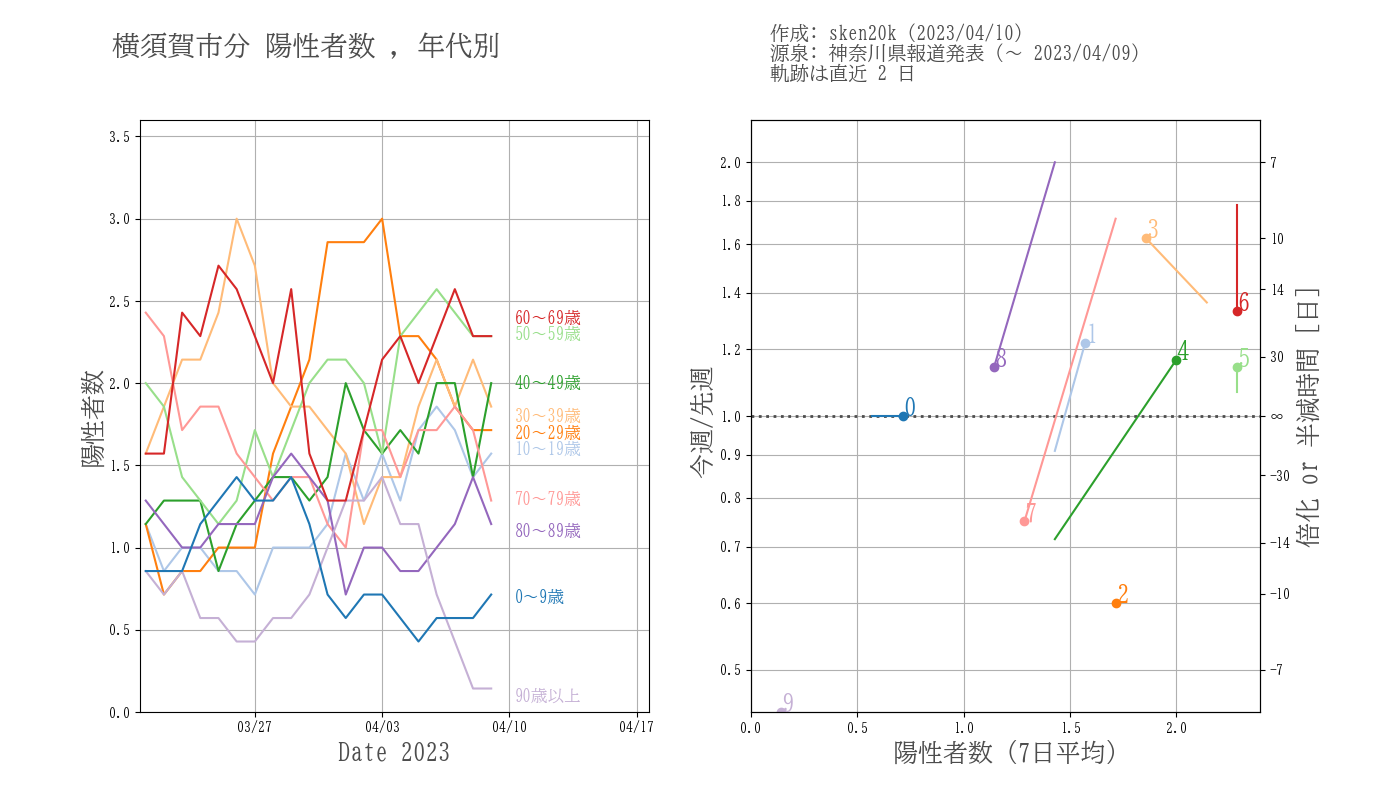 横須賀市分 陽性者数 , 年代別
作成: sken20k (2023/04/10)
源泉: 神奈川県報道発表 (〜 2023/04/09)
軌跡は直近 2 日
陽性者数
3.5
3.0
2.5
2.0
1.5
1.0
0.5
0.0
60〜69歳
50〜59歳
40〜49歳
30〜39歳
20〜29歳
10〜19歳
70〜79歳
80〜89歳
0〜9歳
90歳以上
03/27
04/03
04/10
04/17
Date 2023
今週/先週
2.0
1.8
1.6
1.4
1.2
1.0
0.9
0.8
0.7
0.6
0.5
3
6
1
4
8
5
0
7
2
9
7
10
14
30
∞
−30
−14
−10
−7
倍化 or 半減時間 [日]
0.0
0.5
1.0
1.5
2.0
陽性者数 (7日平均)